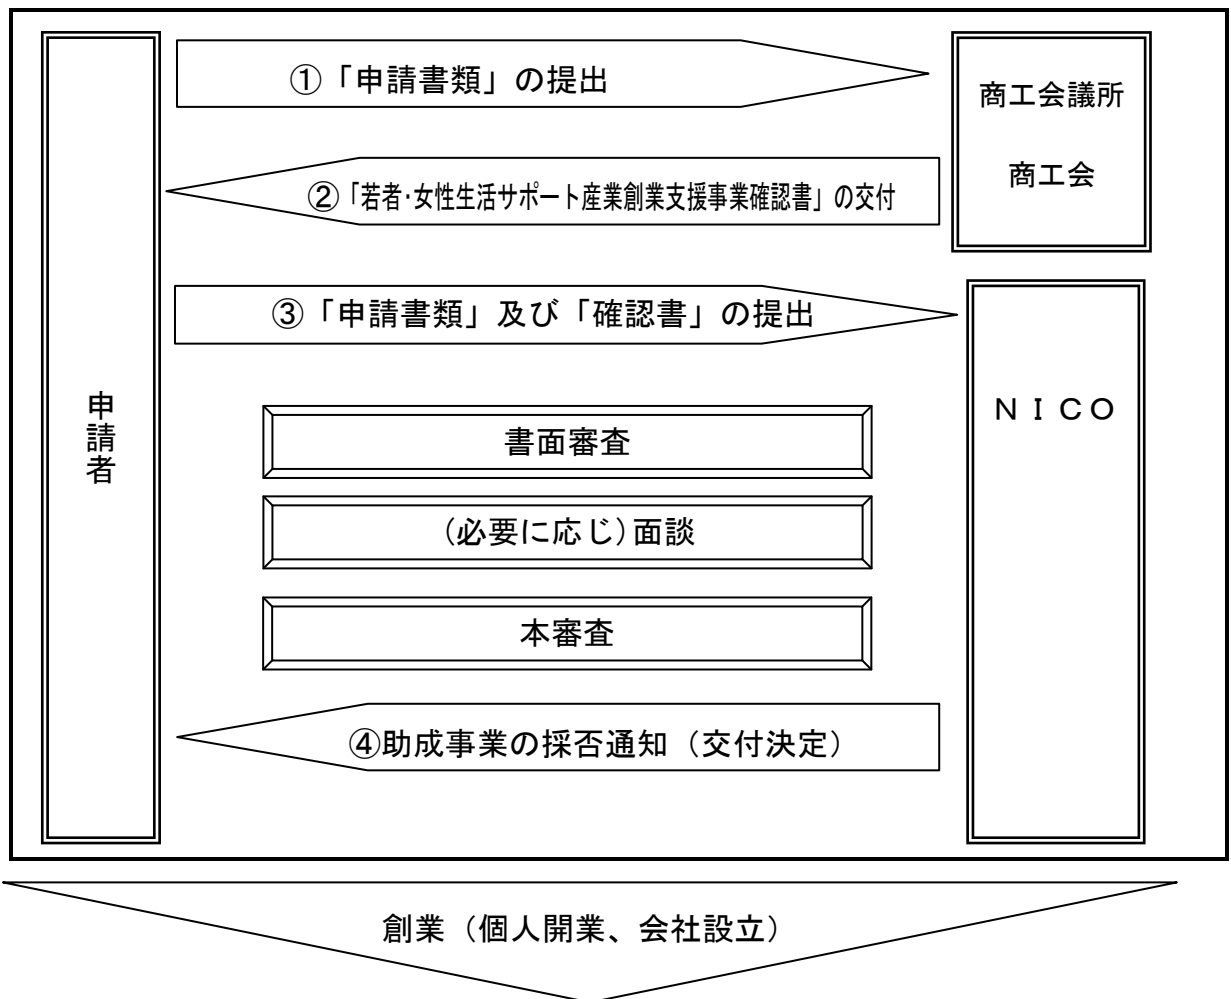 ①「申請書類」の提出
商工会議所
商工会
②「若者・女性生活サポート産業創業支援事業確認書」の交付
③「申請書類」及び「確認書」の提出
申請者
ＮＩＣＯ
書面審査
(必要に応じ)面談
本審査
④助成事業の採否通知（交付決定）
創業（個人開業、会社設立）